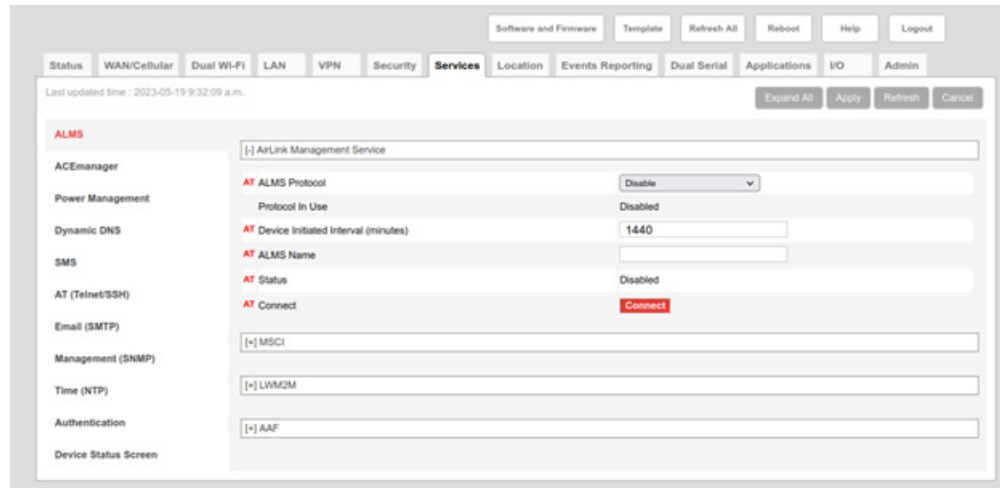 Software and Firmware Template Refresh All Reboot Help Logout
Status WAN/Cellular Dual Wi-Fi LAN VPN Security Services Location Events Reporting Dual Serial Applications I/O Admin
Last updated time : 2023-05-19 9:32:09 a.m.
Expand All Apply Refresh Cancel
ALMS
ACEmanager
Power Management
Dynamic DNS
SMS
AT (Telnet/SSH)
Email (SMTP)
Management (SNMP)
Time (NTP)
Authentication
Device Status Screen
[-] AirLink Management Service
AT ALMS Protocol Disable
Protocol In Use Disabled
AT Device Initiated Interval (minutes) 1440
AT ALMS Name
AT Status Disabled
AT Connect Connect
[+] MSCI
[+] LWM2M
[+] AAF